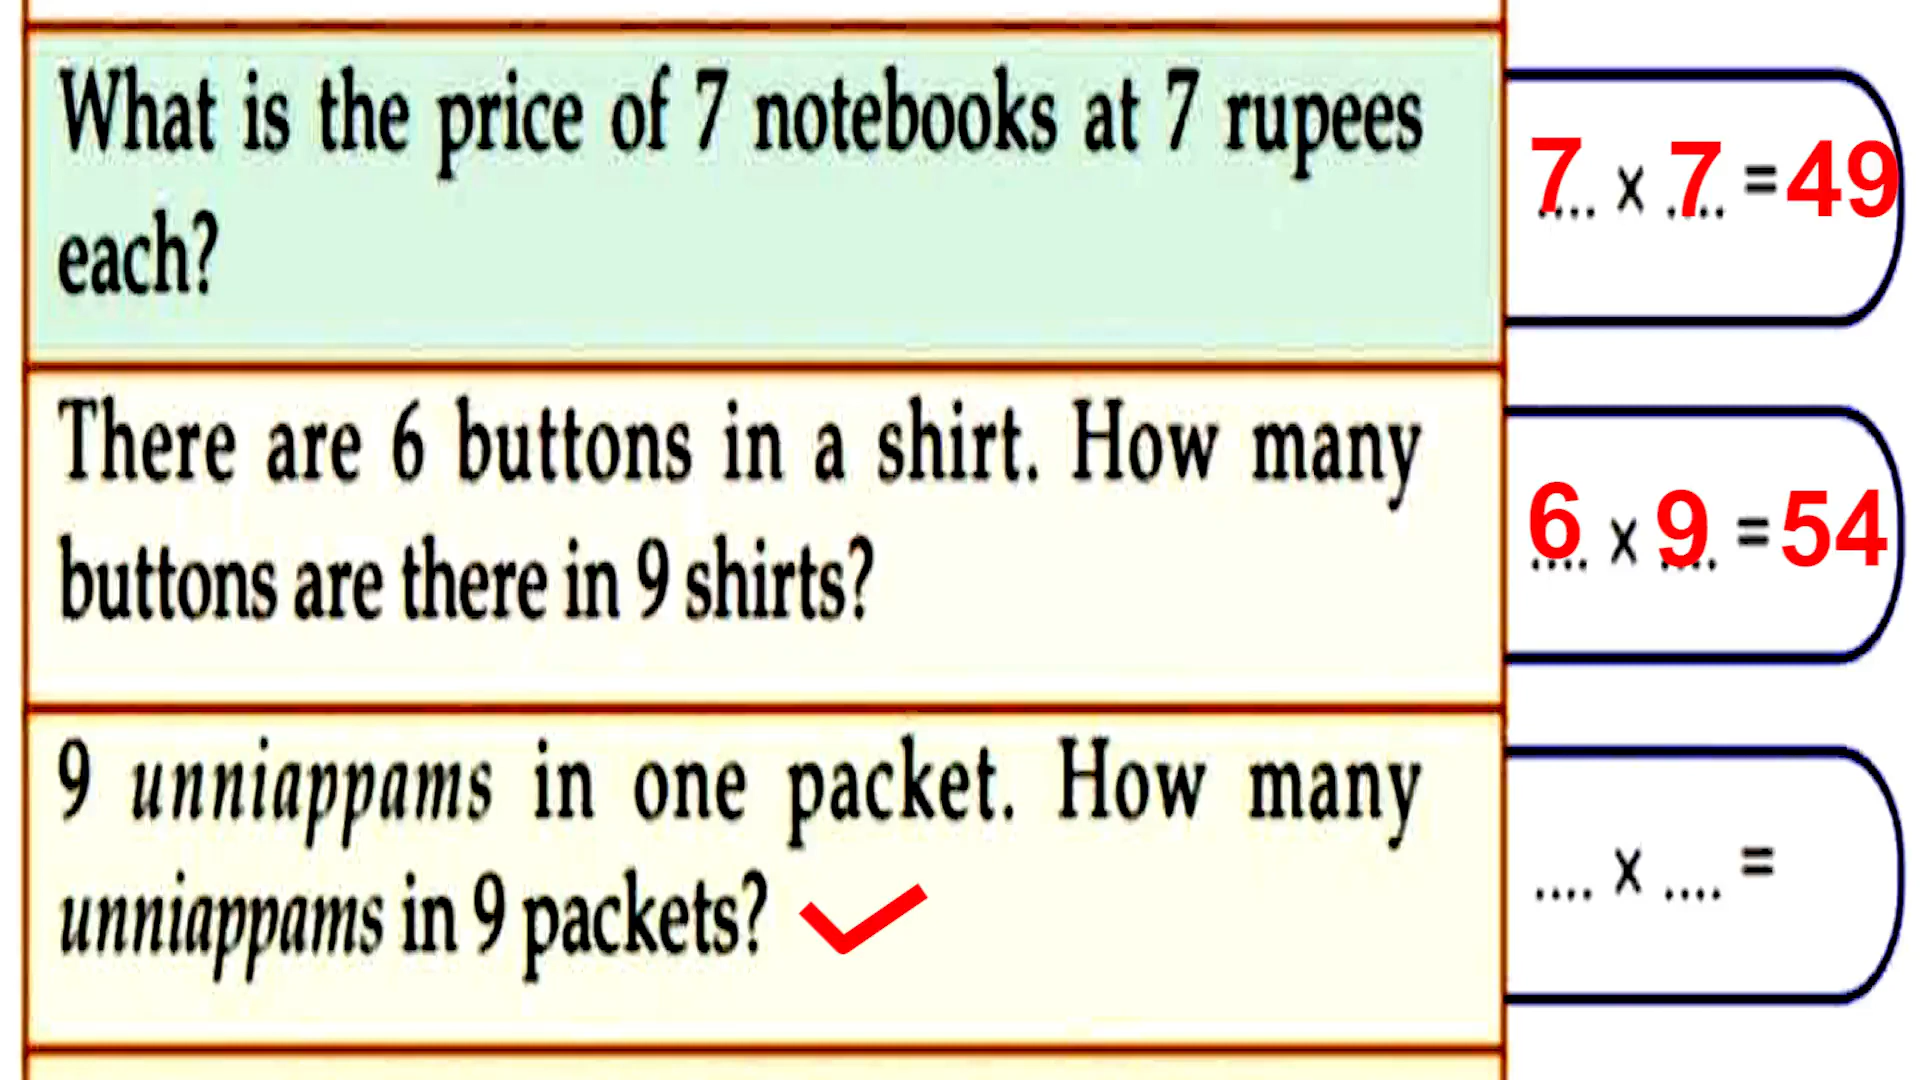 What is the price of 7 notebooks at 7 rupees
each?
7 × 7 = 49
There are 6 buttons in a shirt. How many
buttons are there in 9 shirts?
6 × 9 = 54
9 unniappams in one packet. How many
unniappams in 9 packets?
.... × .... =